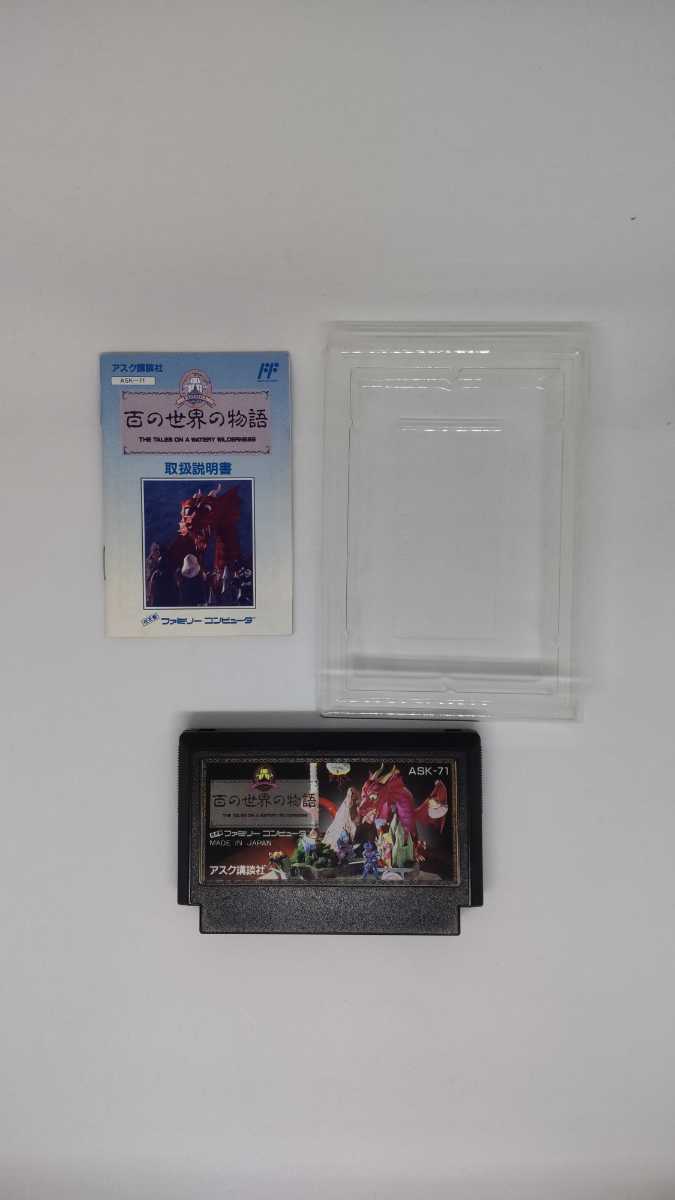 アスク講談社
ASK-71
百の世界の物語
THE TALES ON A WATERY WILDERNESS
取扱説明書
ファミリー コンピュータ
ASK-71
百の世界の物語
THE TALES ON A WATERY WILDERNESS
ファミリー コンピュータ
MADE IN JAPAN
アスク講談社